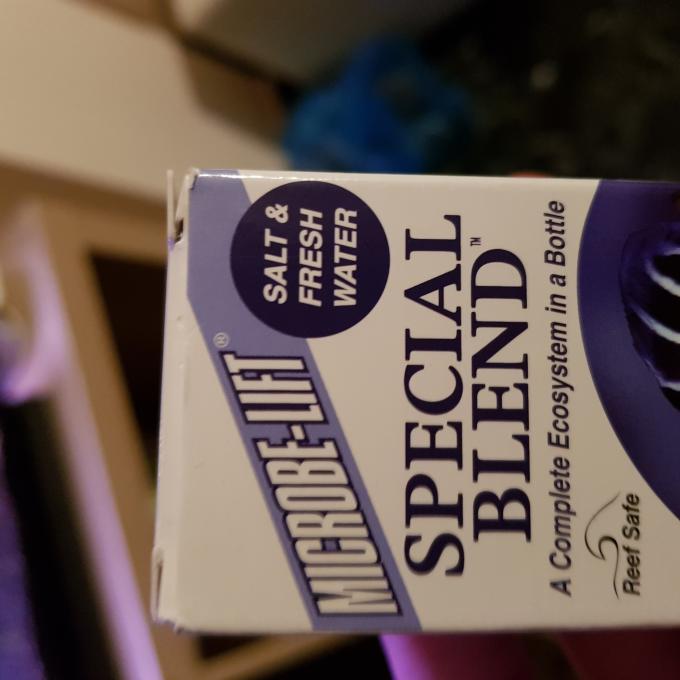 SALT &
FRESH
WATER
MICROBE-LIFT®
SPECIAL
BLEND™
A Complete Ecosystem in a Bottle
Reef Safe